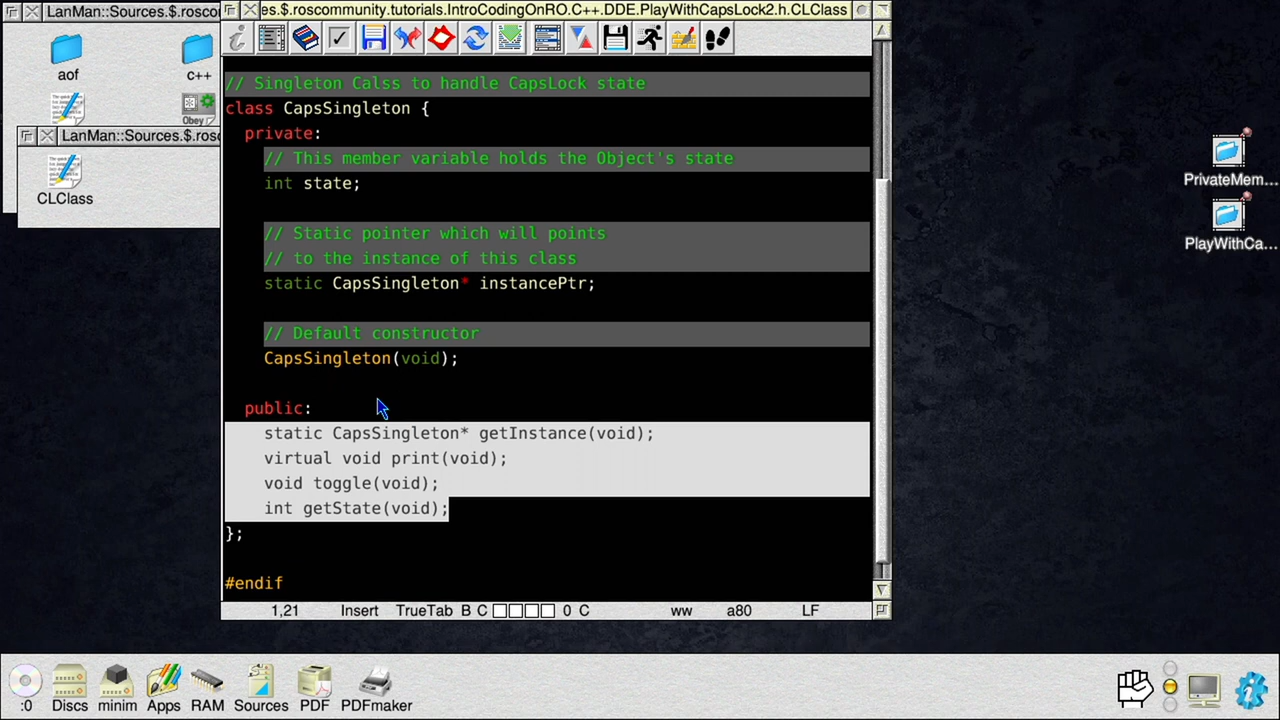 LanMan::Sources.$.rosco
aof
c++
Obey
LanMan::Sources.$.rosco
CLClass
es.$.roscommunity.tutorials.IntroCodingOnRO.C++.DDE.PlayWithCapsLock2.h.CLClass
// Singleton Calss to handle CapsLock state
class CapsSingleton {
private:
// This member variable holds the Object's state
int state;
// Static pointer which will points
// to the instance of this class
static CapsSingleton* instancePtr;
// Default constructor
CapsSingleton(void);
public:
static CapsSingleton* getInstance(void);
virtual void print(void);
void toggle(void);
int getState(void);
};
#endif
1,21 Insert TrueTab B C 0 C ww a80 LF
PrivateMem...
PlayWithCa...
:0 Discs minim Apps RAM Sources PDF PDFmaker